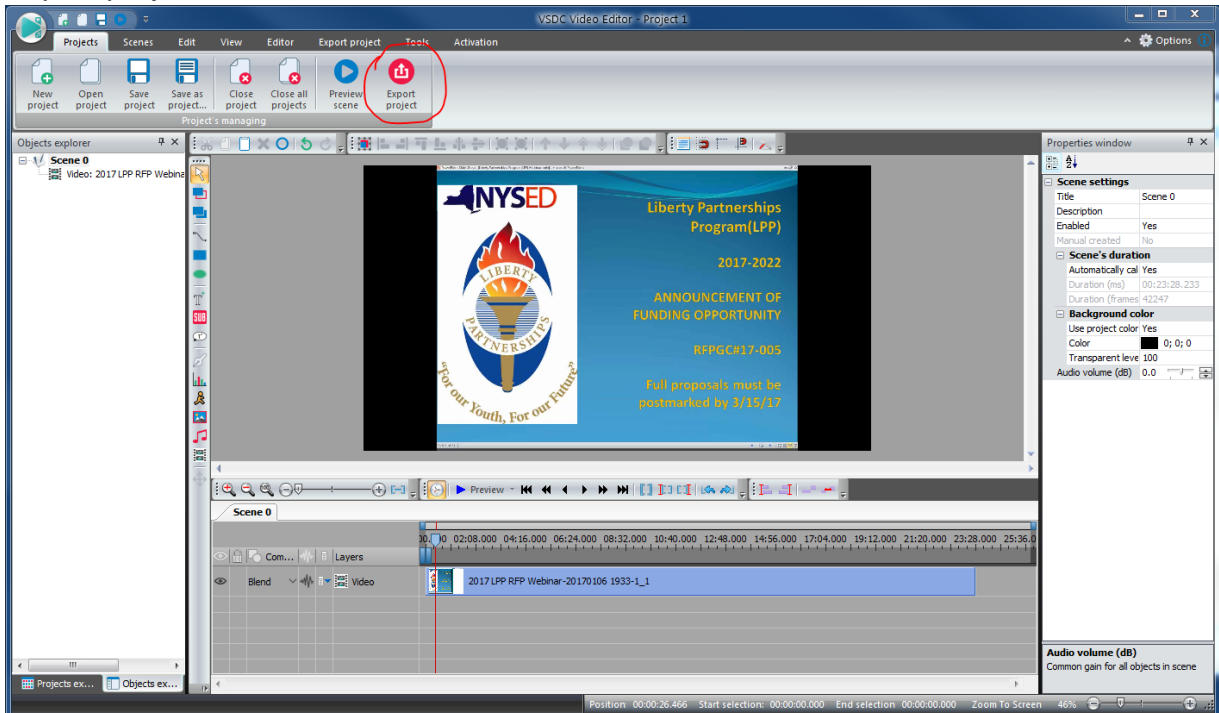 VSDC Video Editor - Project 1
Projects Scenes Edit View Editor Export project Tools Activation
Options
New project
Open project
Save project
Save as project...
Close project
Close all projects
Preview scene
Export project
Project's managing
Objects explorer
Scene 0
Video: 2017 LPP RFP Webina
SUB
T
NYSED
LIBERTY
PARTNERSHIPS
"For our Youth, For our Future"
Liberty Partnerships
Program(LPP)
2017-2022
ANNOUNCEMENT OF
FUNDING OPPORTUNITY
RFPGC#17-005
Full proposals must be
postmarked by 3/15/17
Properties window
Scene settings
Title Scene 0
Description
Enabled Yes
Manual created No
Scene's duration
Automatically cal Yes
Duration (ms) 00:23:28.233
Duration (frames 42247
Background color
Use project color Yes
Color 0; 0; 0
Transparent leve 100
Audio volume (dB) 0.0
Preview
Scene 0
02:08.000 04:16.000 06:24.000 08:32.000 10:40.000 12:48.000 14:56.000 17:04.000 19:12.000 21:20.000 23:28.000 25:36.0
Com... Layers
Blend Video
2017 LPP RFP Webinar-20170106 1933-1_1
Audio volume (dB)
Common gain for all objects in scene
Projects ex... Objects ex...
Position 00:00:26.466 Start selection: 00:00:00.000 End selection 00:00:00.000 Zoom To Screen 46%